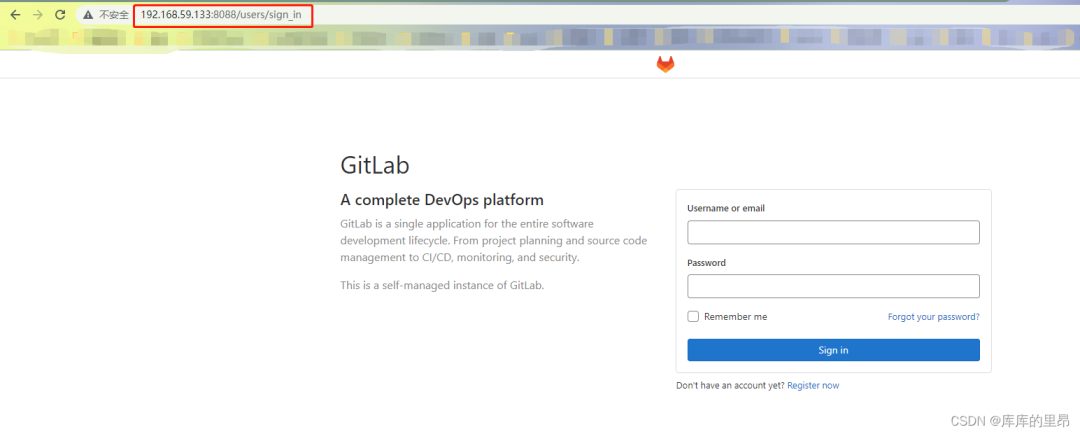 不安全 192.168.59.133:8088/users/sign_in
GitLab
A complete DevOps platform
GitLab is a single application for the entire software
development lifecycle. From project planning and source code
management to CI/CD, monitoring, and security.
This is a self-managed instance of GitLab.
Username or email
Password
Remember me Forgot your password?
Sign in
Don't have an account yet? Register now
CSDN @库库的里昂